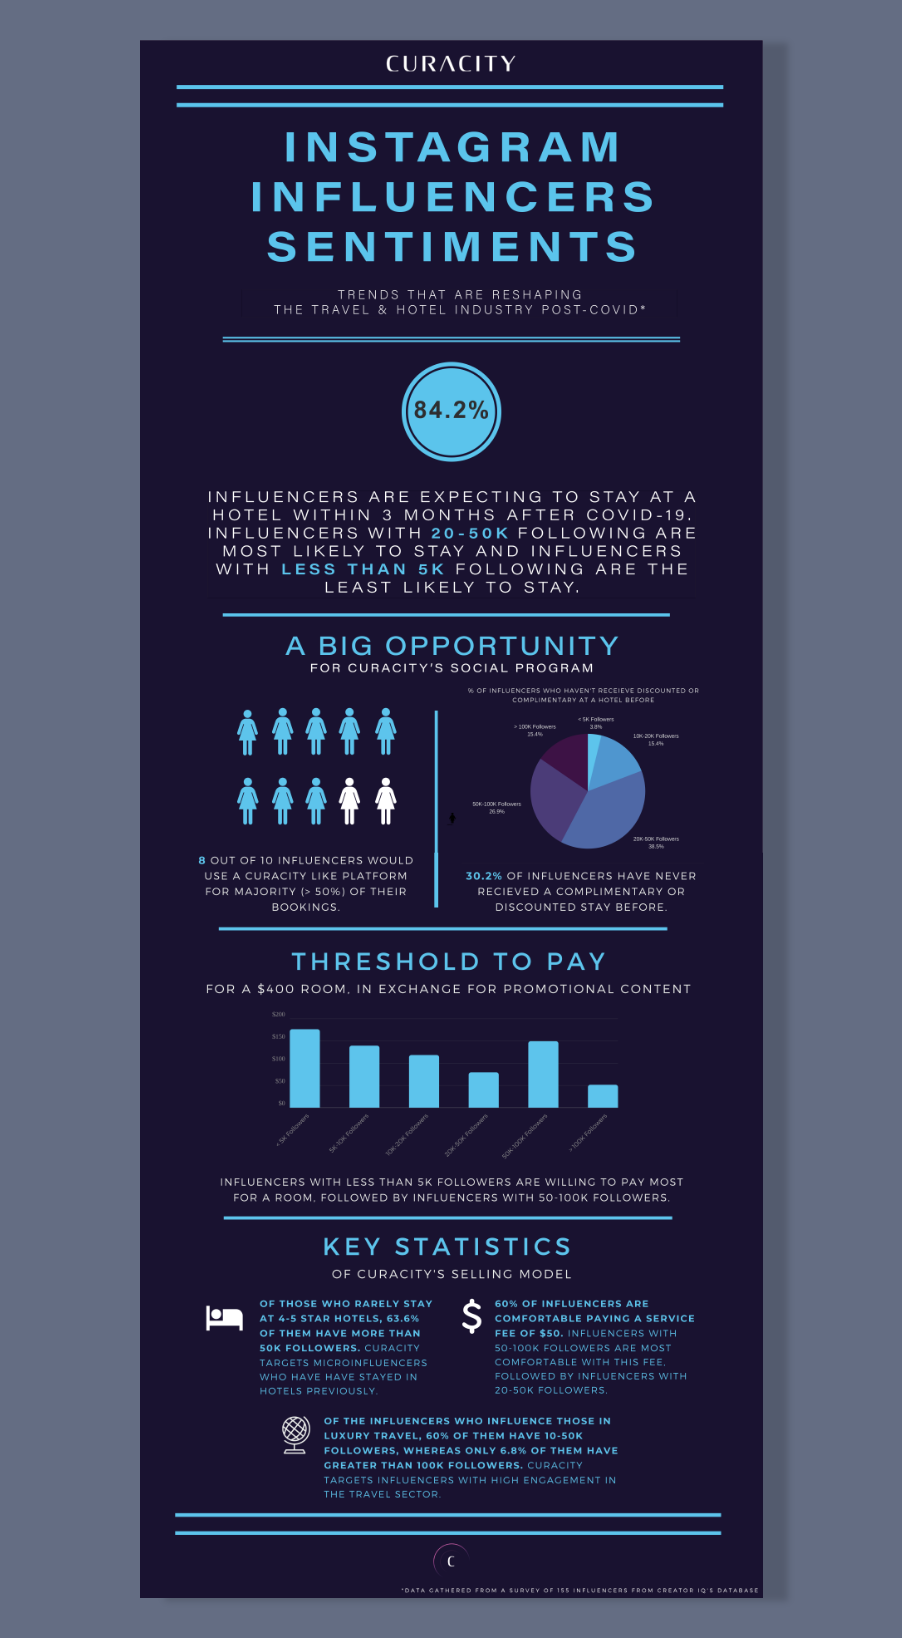 CURACITY
INSTAGRAM
INFLUENCERS
SENTIMENTS
TRENDS THAT ARE RESHAPING
THE TRAVEL & HOTEL INDUSTRY POST-COVID*
84.2%
INFLUENCERS ARE EXPECTING TO STAY AT A
HOTEL WITHIN 3 MONTHS AFTER COVID-19.
INFLUENCERS WITH 20-50K FOLLOWING ARE
MOST LIKELY TO STAY AND INFLUENCERS
WITH LESS THAN 5K FOLLOWING ARE THE
LEAST LIKELY TO STAY.
A BIG OPPORTUNITY
FOR CURACITY'S SOCIAL PROGRAM
8 OUT OF 10 INFLUENCERS WOULD
USE A CURACITY LIKE PLATFORM
FOR MAJORITY (> 50%) OF THEIR
BOOKINGS.
% OF INFLUENCERS WHO HAVEN'T RECEIEVE DISCOUNTED OR
COMPLIMENTARY AT A HOTEL BEFORE
< 5K Followers
3.8%
> 100K Followers
15.4%
10K-20K Followers
15.4%
50K-100K Followers
26.9%
20K-50K Followers
38.5%
30.2% OF INFLUENCERS HAVE NEVER
RECIEVED A COMPLIMENTARY OR
DISCOUNTED STAY BEFORE.
THRESHOLD TO PAY
FOR A $400 ROOM, IN EXCHANGE FOR PROMOTIONAL CONTENT
$200
$150
$100
$50
$0
< 5K Followers
5K-10K Followers
10K-20K Followers
20K-50K Followers
50K-100K Followers
> 100K Followers
INFLUENCERS WITH LESS THAN 5K FOLLOWERS ARE WILLING TO PAY MOST
FOR A ROOM, FOLLOWED BY INFLUENCERS WITH 50-100K FOLLOWERS.
KEY STATISTICS
OF CURACITY'S SELLING MODEL
OF THOSE WHO RARELY STAY
AT 4-5 STAR HOTELS, 63.6%
OF THEM HAVE MORE THAN
50K FOLLOWERS. CURACITY
TARGETS MICROINFLUENCERS
WHO HAVE HAVE STAYED IN
HOTELS PREVIOUSLY.
$
60% OF INFLUENCERS ARE
COMFORTABLE PAYING A SERVICE
FEE OF $50. INFLUENCERS WITH
50-100K FOLLOWERS ARE MOST
COMFORTABLE WITH THIS FEE,
FOLLOWED BY INFLUENCERS WITH
20-50K FOLLOWERS.
OF THE INFLUENCERS WHO INFLUENCE THOSE IN
LUXURY TRAVEL, 60% OF THEM HAVE 10-50K
FOLLOWERS, WHEREAS ONLY 6.8% OF THEM HAVE
GREATER THAN 100K FOLLOWERS. CURACITY
TARGETS INFLUENCERS WITH HIGH ENGAGEMENT IN
THE TRAVEL SECTOR.
C
*DATA GATHERED FROM A SURVEY OF 155 INFLUENCERS FROM CREATOR IQ'S DATABASE